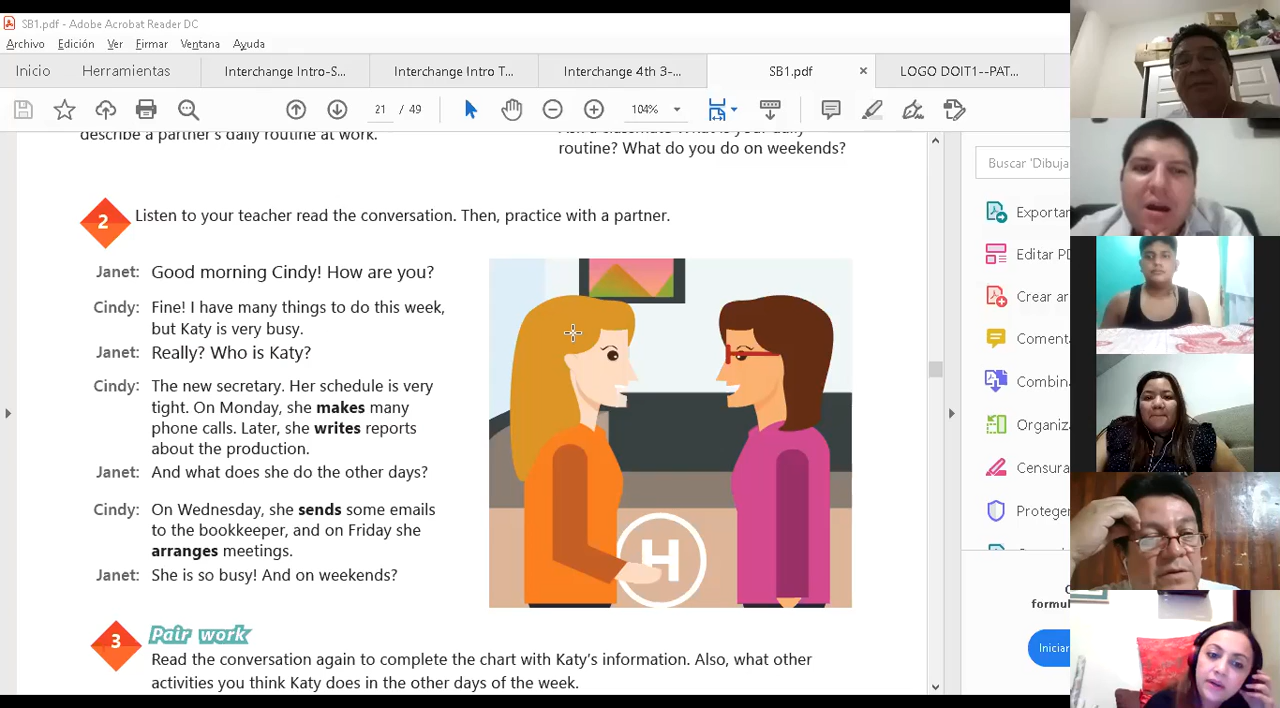 SB1.pdf - Adobe Acrobat Reader DC
Archivo Edición Ver Firmar Ventana Ayuda
Inicio Herramientas Interchange Intro-S... Interchange Intro T... Interchange 4th 3-... SB1.pdf × LOGO DOIT1--PAT...
21 / 49 104%
describe a partner's daily routine at work.
routine? What do you do on weekends?
Buscar 'Dibuja
2 Listen to your teacher read the conversation. Then, practice with a partner.
Janet: Good morning Cindy! How are you?
Cindy: Fine! I have many things to do this week,
but Katy is very busy.
Janet: Really? Who is Katy?
Cindy: The new secretary. Her schedule is very
tight. On Monday, she makes many
phone calls. Later, she writes reports
about the production.
Janet: And what does she do the other days?
Cindy: On Wednesday, she sends some emails
to the bookkeeper, and on Friday she
arranges meetings.
Janet: She is so busy! And on weekends?
H
3 Pair work
Read the conversation again to complete the chart with Katy's information. Also, what other
activities you think Katy does in the other days of the week.
Exportar
Editar PD
Crear ar
Comenta
Combin
Organiza
Censura
Proteger
formul
Iniciar